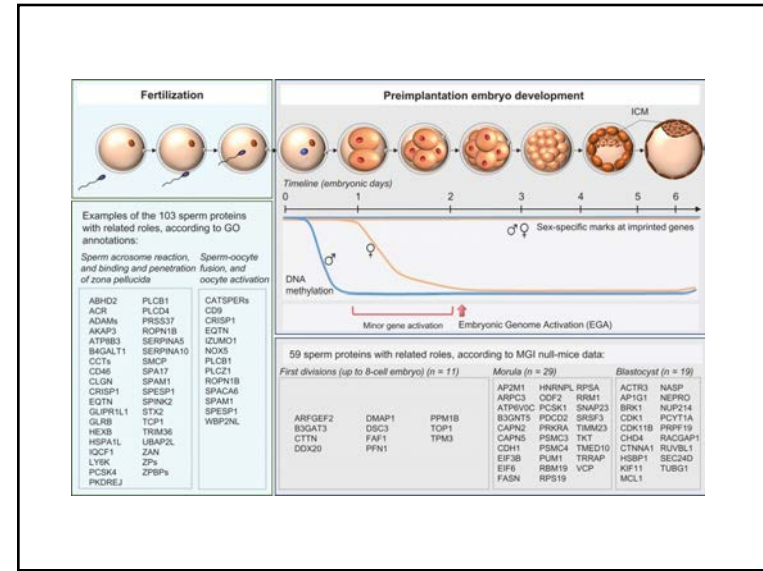 Fertilization
Preimplantation embryo development
ICM
Timeline (embryonic days)
0 1 2 3 4 5 6
♂♀ Sex-specific marks at imprinted genes
♂
♀
DNA
methylation
Minor gene activation
Embryonic Genome Activation (EGA)
Examples of the 103 sperm proteins
with related roles, according to GO
annotations:
Sperm acrosome reaction,
and binding and penetration
of zona pellucida
ABHD2 PLCB1
ACR PLCD4
ADAMs PRSS37
AKAP3 ROPN1B
ATP8B3 SERPINA5
B4GALT1 SERPINA10
CCTs SMCP
CD46 SPA17
CLGN SPAM1
CRISP1 SPESP1
EQTN SPINK2
GLIPR1L1 STX2
GLRB TCP1
HEXB TRIM36
HSPA1L UBAP2L
IQCF1 ZAN
LY6K ZPs
PCSK4 ZPBPs
PKDREJ
Sperm-oocyte
fusion, and
oocyte activation
CATSPERs
CD9
CRISP1
EQTN
IZUMO1
NOX5
PLCB1
PLCZ1
ROPN1B
SPACA6
SPAM1
SPESP1
WBP2NL
59 sperm proteins with related roles, according to MGI null-mice data:
First divisions (up to 8-cell embryo) (n = 11)
ARFGEF2 DMAP1 PPM1B
B3GAT3 DSC3 TOP1
CTTN FAF1 TPM3
DDX20 PFN1
Morula (n = 29)
AP2M1 HNRNPL RPSA
ARPC3 ODF2 RRM1
ATP6V0C PCSK1 SNAP23
B3GNT5 PDCD2 SRSF3
CAPN2 PRKRA TIMM23
CAPN5 PSMC3 TKT
CDH1 PSMC4 TMED10
EIF3B PUM1 TRRAP
EIF6 RBM19 VCP
FASN RPS19
Blastocyst (n = 19)
ACTR3 NASP
AP1G1 NEPRO
BRK1 NUP214
CDK1 PCYT1A
CDK11B PRPF19
CHD4 RACGAP1
CTNNA1 RUVBL1
HSBP1 SEC24D
KIF11 TUBG1
MCL1